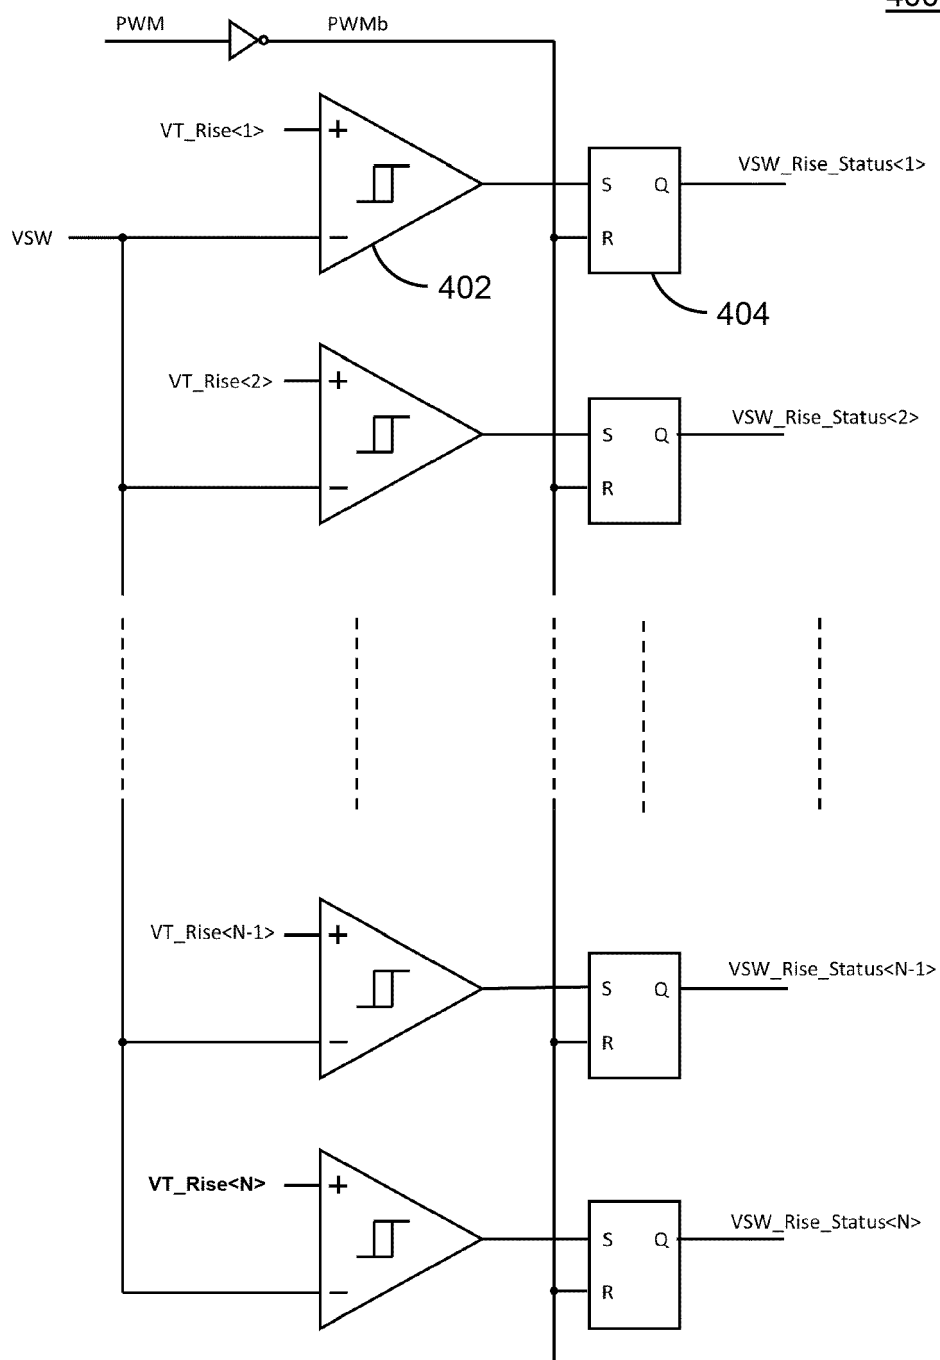 PWM
PWMb
VT_Rise<1>
+
VSW_Rise_Status<1>
S
Q
VSW
−
R
402
404
VT_Rise<2>
+
VSW_Rise_Status<2>
S
Q
−
R
VT_Rise<N-1>
+
VSW_Rise_Status<N-1>
S
Q
−
R
VT_Rise<N>
+
VSW_Rise_Status<N>
S
Q
−
R